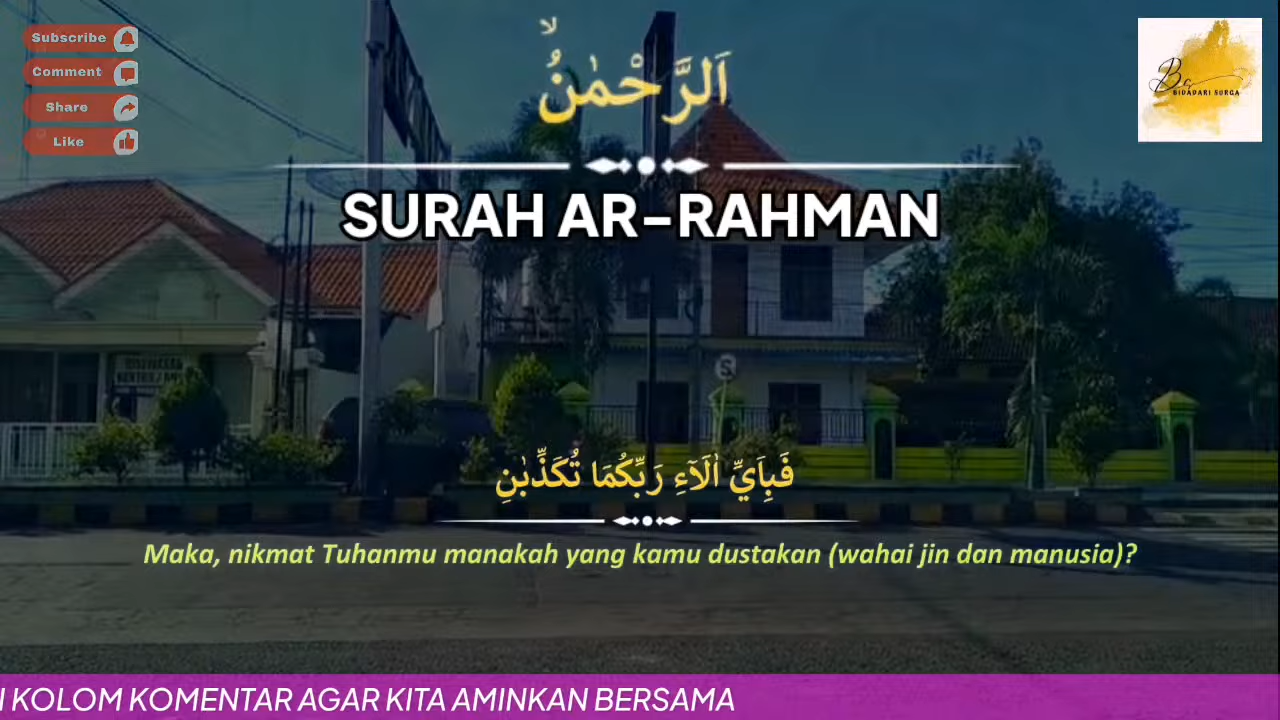 Subscribe
Comment
Share
Like
اَلرَّحْمٰنُۙ
Bs
BIDADARI SURGA
SURAH AR-RAHMAN
فَبِاَيِّ اٰلَاۤءِ رَبِّكُمَا تُكَذِّبٰنِ
Maka, nikmat Tuhanmu manakah yang kamu dustakan (wahai jin dan manusia)?
KOLOM KOMENTAR AGAR KITA AMINKAN BERSAMA